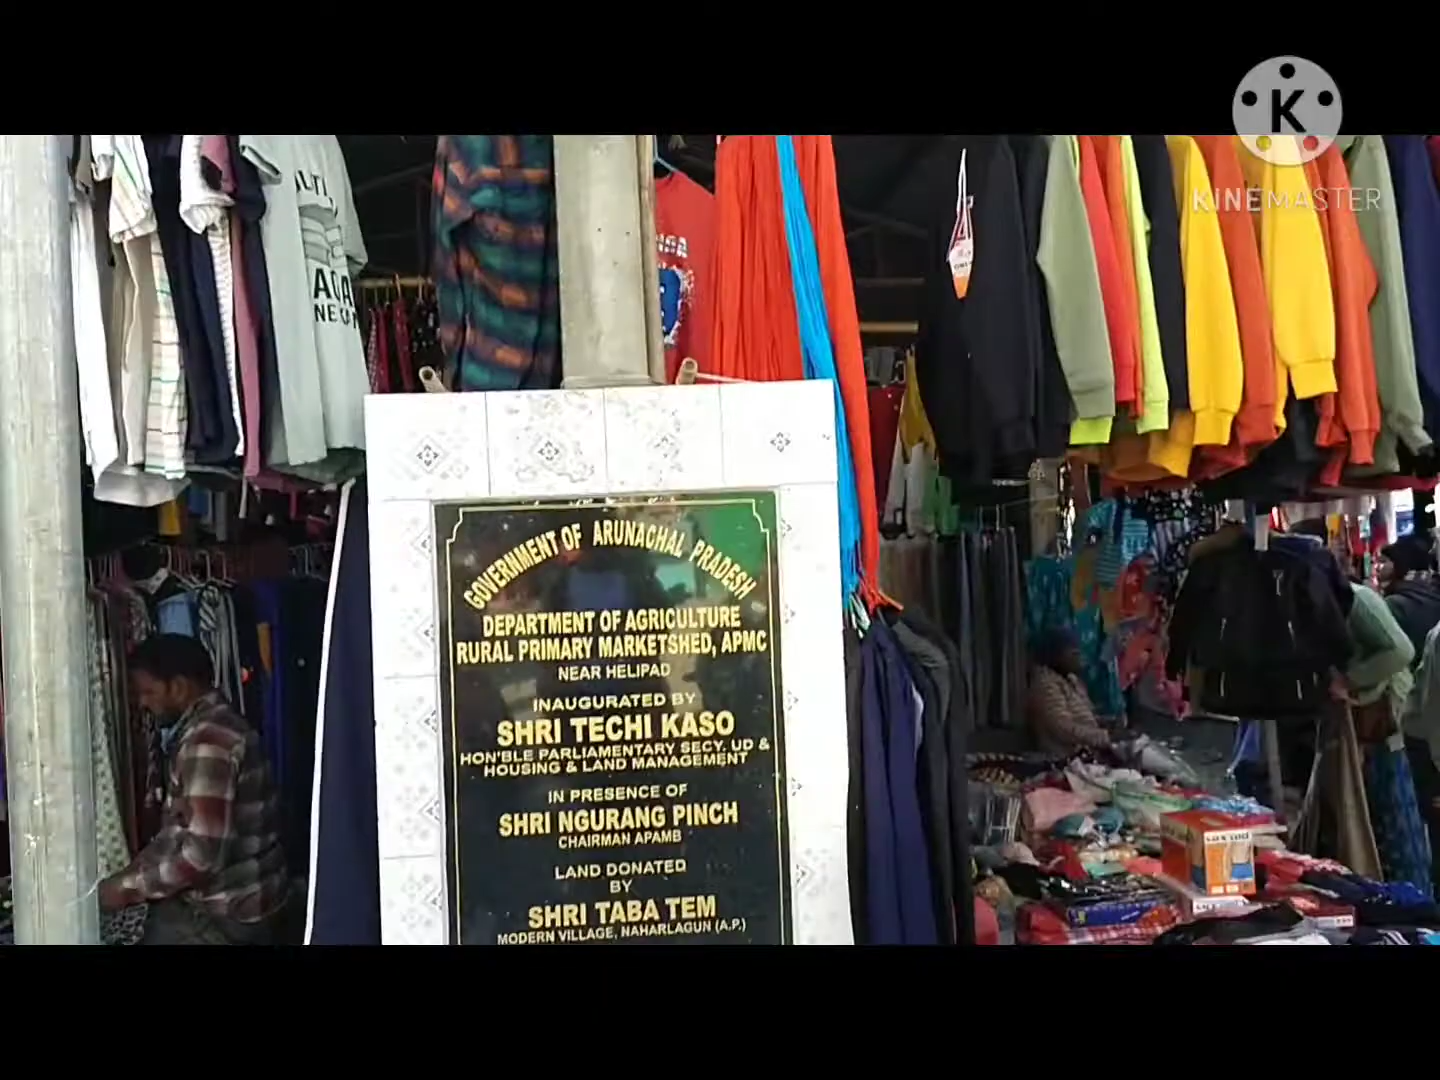 K
KINEMASTER
GOVERNMENT OF ARUNACHAL PRADESH
DEPARTMENT OF AGRICULTURE
RURAL PRIMARY MARKETSHED, APMC
NEAR HELIPAD
INAUGURATED BY
SHRI TECHI KASO
HON'BLE PARLIAMENTARY SECY. UD &
HOUSING & LAND MANAGEMENT
IN PRESENCE OF
SHRI NGURANG PINCH
CHAIRMAN APAMB
LAND DONATED
BY
SHRI TABA TEM
MODERN VILLAGE, NAHARLAGUN (A.P.)